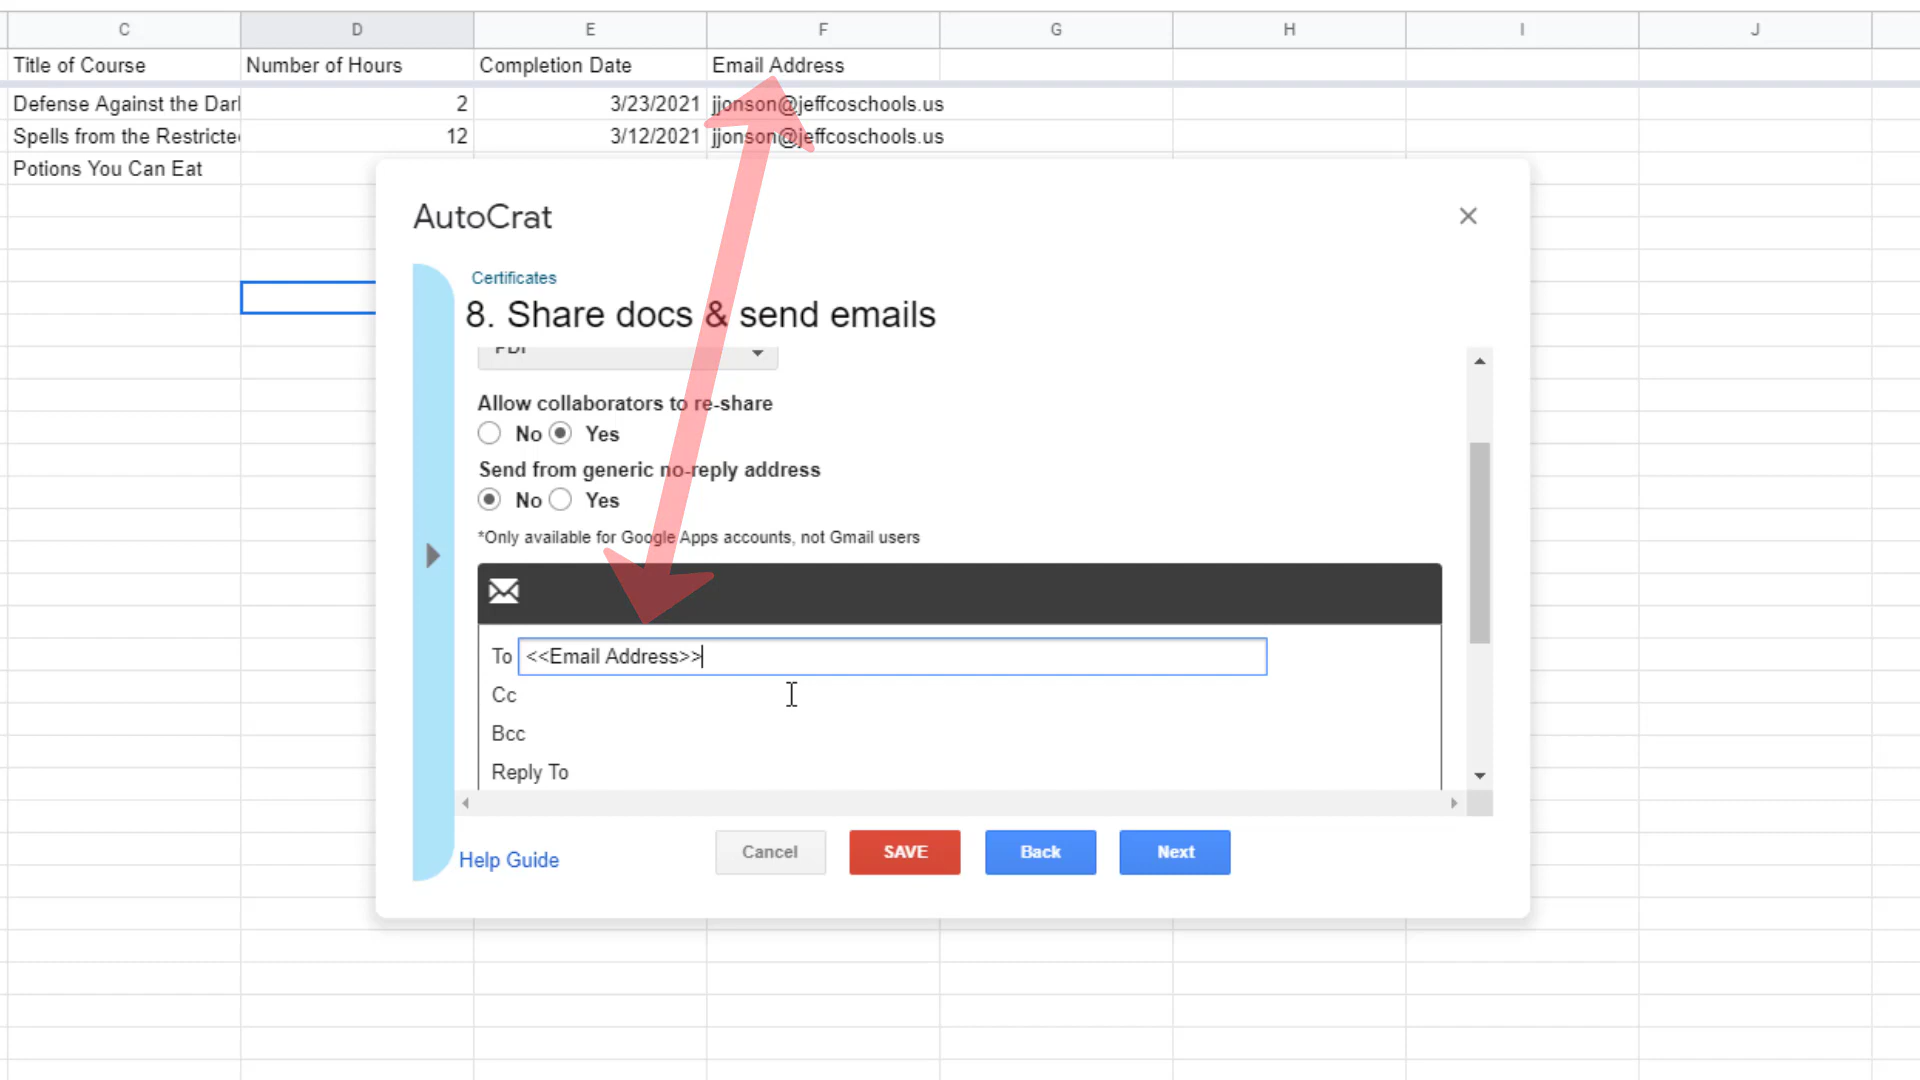 C D E F G H I J
Title of Course Number of Hours Completion Date Email Address
Defense Against the Dar 2 3/23/2021 jjonson@jeffcoschools.us
Spells from the Restricte 12 3/12/2021 jjonson@jeffcoschools.us
Potions You Can Eat
AutoCrat
Certificates
8. Share docs & send emails
PDF
Allow collaborators to re-share
No Yes
Send from generic no-reply address
No Yes
*Only available for Google Apps accounts, not Gmail users
To <<Email Address>>
Cc
Bcc
Reply To
Help Guide Cancel SAVE Back Next